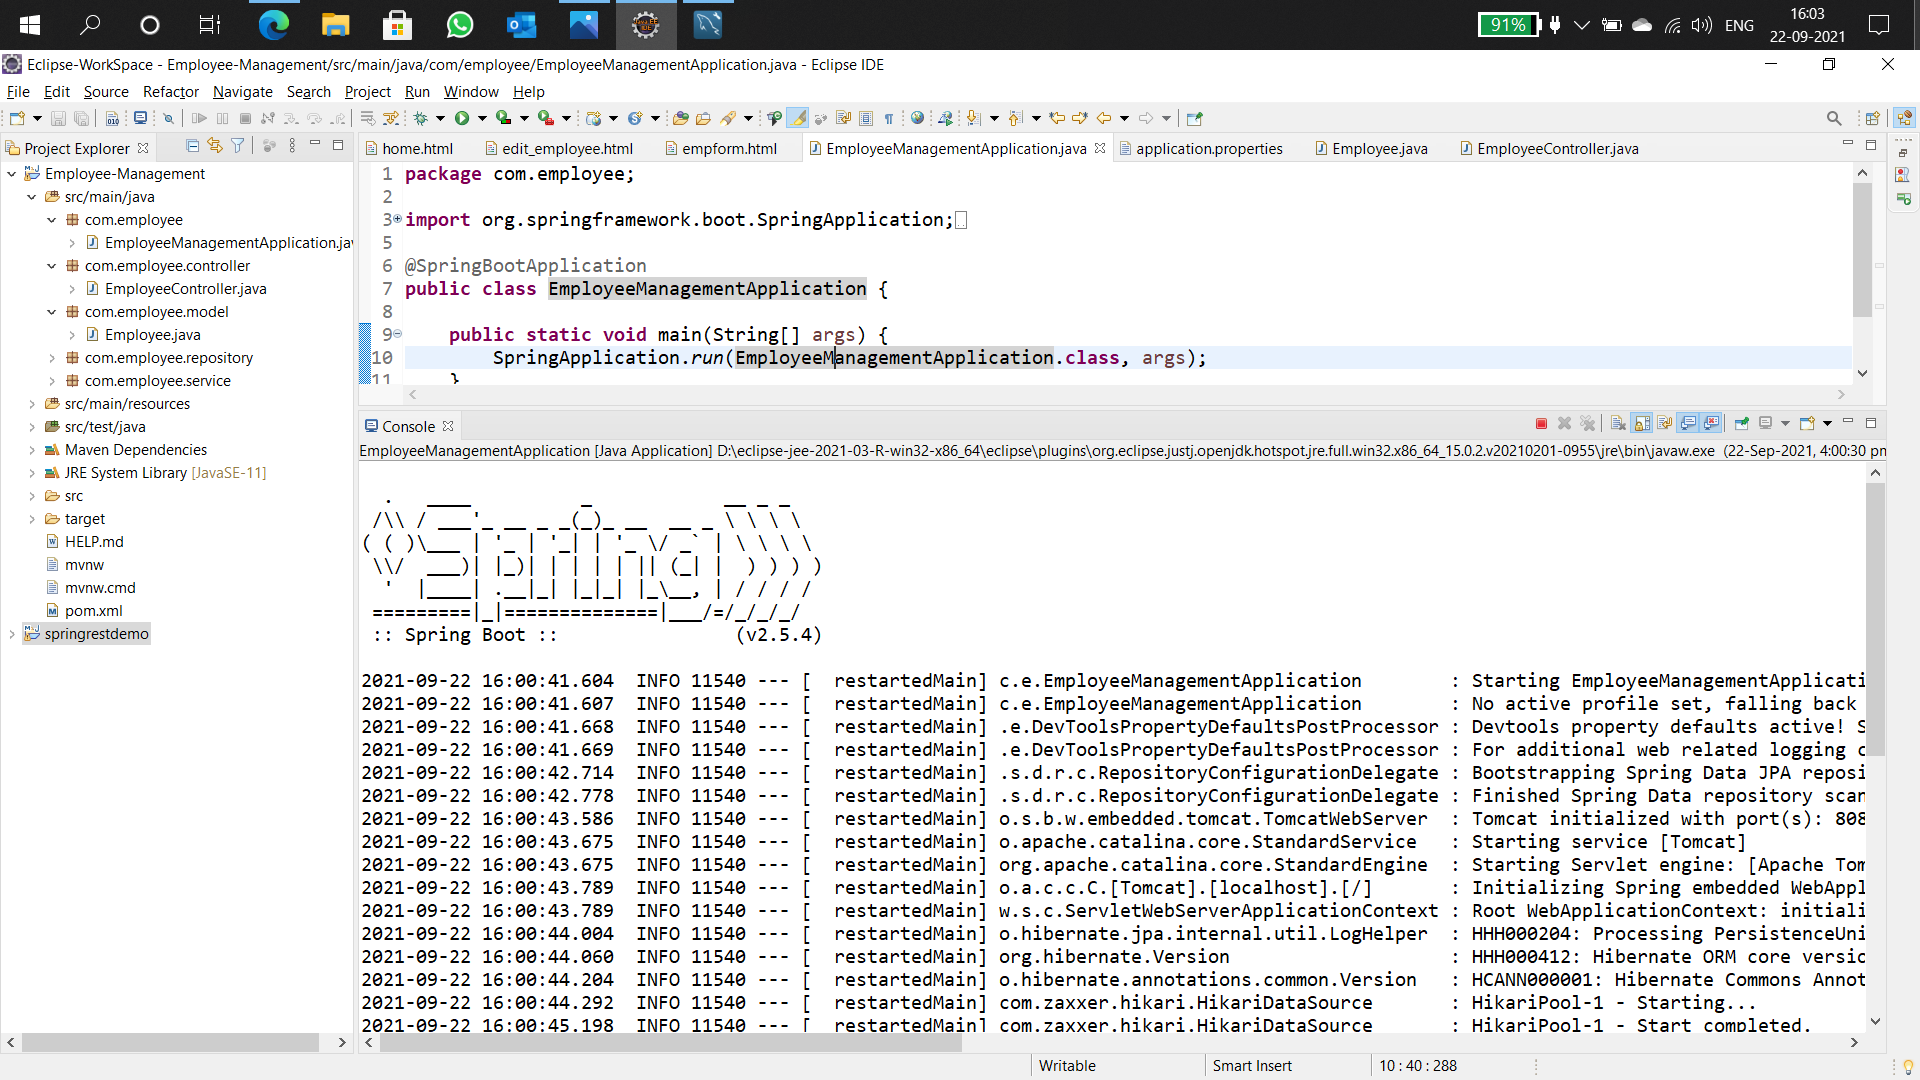 91%
ENG
16:03
22-09-2021
Eclipse-WorkSpace - Employee-Management/src/main/java/com/employee/EmployeeManagementApplication.java - Eclipse IDE
File Edit Source Refactor Navigate Search Project Run Window Help
Project Explorer
Employee-Management
src/main/java
com.employee
EmployeeManagementApplication.jav
com.employee.controller
EmployeeController.java
com.employee.model
Employee.java
com.employee.repository
com.employee.service
src/main/resources
src/test/java
Maven Dependencies
JRE System Library [JavaSE-11]
src
target
HELP.md
mvnw
mvnw.cmd
pom.xml
springrestdemo
home.html edit_employee.html empform.html EmployeeManagementApplication.java application.properties Employee.java EmployeeController.java
1 package com.employee;
2
3 import org.springframework.boot.SpringApplication;
5
6 @SpringBootApplication
7 public class EmployeeManagementApplication {
8
9 public static void main(String[] args) {
10 SpringApplication.run(EmployeeManagementApplication.class, args);
11 }
Console
EmployeeManagementApplication [Java Application] D:\eclipse-jee-2021-03-R-win32-x86_64\eclipse\plugins\org.eclipse.justj.openjdk.hotspot.jre.full.win32.x86_64_15.0.2.v20210201-0955\jre\bin\javaw.exe (22-Sep-2021, 4:00:30 pm
Spring
:: Spring Boot :: (v2.5.4)
2021-09-22 16:00:41.604 INFO 11540 --- [ restartedMain] c.e.EmployeeManagementApplication : Starting EmployeeManagementApplicati
2021-09-22 16:00:41.607 INFO 11540 --- [ restartedMain] c.e.EmployeeManagementApplication : No active profile set, falling back
2021-09-22 16:00:41.668 INFO 11540 --- [ restartedMain] .e.DevToolsPropertyDefaultsPostProcessor : Devtools property defaults active! S
2021-09-22 16:00:41.669 INFO 11540 --- [ restartedMain] .e.DevToolsPropertyDefaultsPostProcessor : For additional web related logging c
2021-09-22 16:00:42.714 INFO 11540 --- [ restartedMain] .s.d.r.c.RepositoryConfigurationDelegate : Bootstrapping Spring Data JPA reposi
2021-09-22 16:00:42.778 INFO 11540 --- [ restartedMain] .s.d.r.c.RepositoryConfigurationDelegate : Finished Spring Data repository scan
2021-09-22 16:00:43.586 INFO 11540 --- [ restartedMain] o.s.b.w.embedded.tomcat.TomcatWebServer : Tomcat initialized with port(s): 808
2021-09-22 16:00:43.675 INFO 11540 --- [ restartedMain] o.apache.catalina.core.StandardService : Starting service [Tomcat]
2021-09-22 16:00:43.675 INFO 11540 --- [ restartedMain] org.apache.catalina.core.StandardEngine : Starting Servlet engine: [Apache Tom
2021-09-22 16:00:43.789 INFO 11540 --- [ restartedMain] o.a.c.c.C.[Tomcat].[localhost].[/] : Initializing Spring embedded WebAppl
2021-09-22 16:00:43.789 INFO 11540 --- [ restartedMain] w.s.c.ServletWebServerApplicationContext : Root WebApplicationContext: initiali
2021-09-22 16:00:44.004 INFO 11540 --- [ restartedMain] o.hibernate.jpa.internal.util.LogHelper : HHH000204: Processing PersistenceUni
2021-09-22 16:00:44.060 INFO 11540 --- [ restartedMain] org.hibernate.Version : HHH000412: Hibernate ORM core versio
2021-09-22 16:00:44.204 INFO 11540 --- [ restartedMain] o.hibernate.annotations.common.Version : HCANN000001: Hibernate Commons Annot
2021-09-22 16:00:44.292 INFO 11540 --- [ restartedMain] com.zaxxer.hikari.HikariDataSource : HikariPool-1 - Starting...
2021-09-22 16:00:45.198 INFO 11540 --- [ restartedMain] com.zaxxer.hikari.HikariDataSource : HikariPool-1 - Start completed.
Writable Smart Insert 10 : 40 : 288